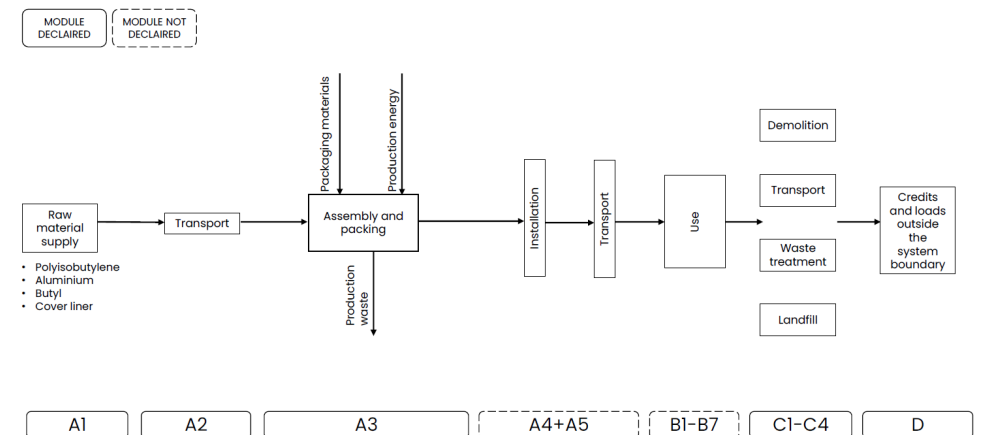 MODULE
DECLAIRED
MODULE NOT
DECLAIRED
Packaging materials
Production energy
Raw
material
supply
Transport
Assembly and
packing
Installation
Transport
Use
Demolition
Transport
Waste
treatment
Landfill
Credits
and loads
outside
the
system
boundary
• Polyisobutylene
• Aluminium
• Butyl
• Cover liner
Production
waste
A1
A2
A3
A4+A5
B1-B7
C1-C4
D